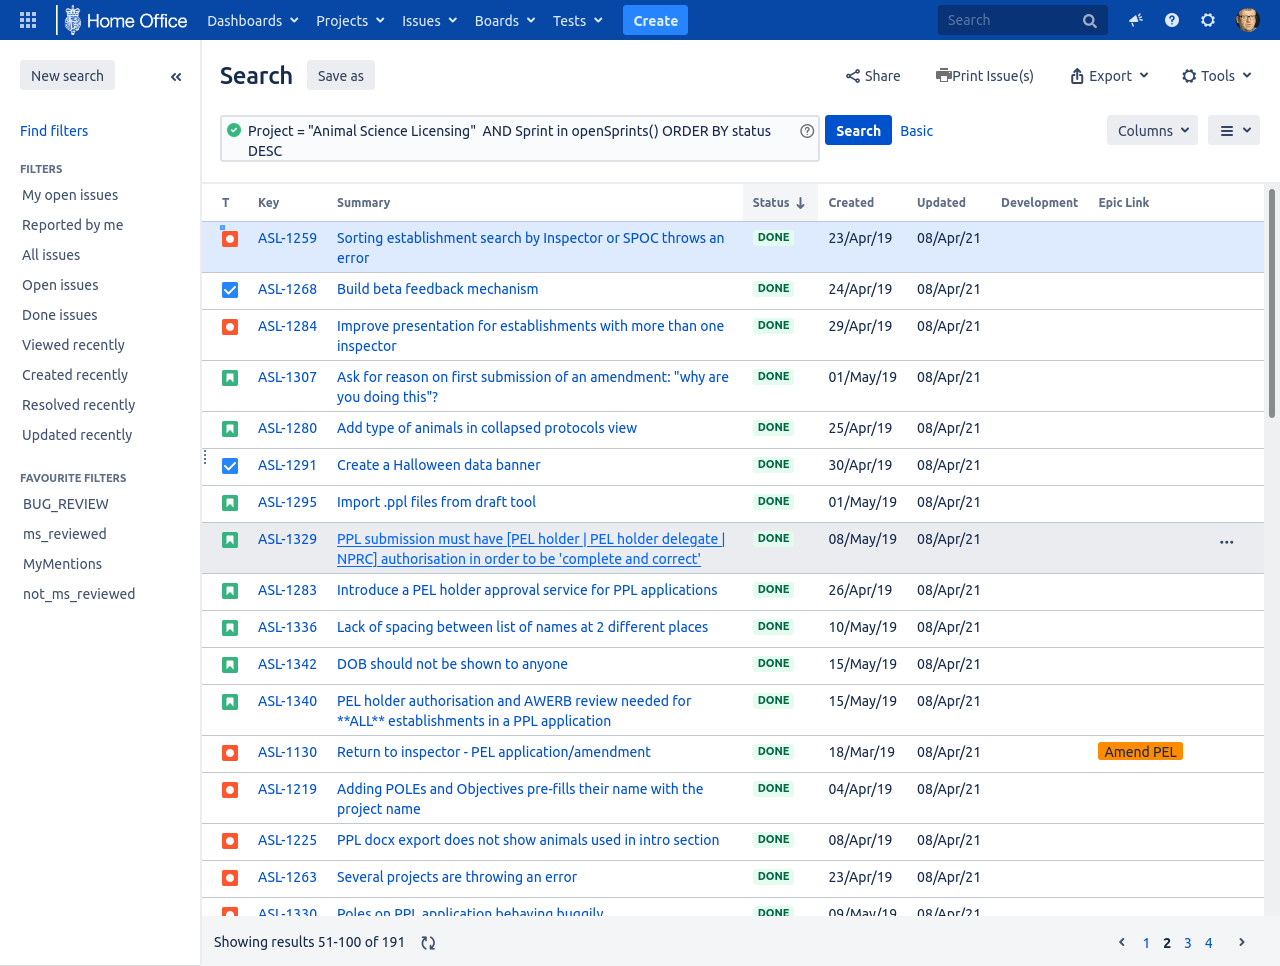 Home Office Dashboards Projects Issues Boards Tests Create Search
New search
Search Save as Share Print Issue(s) Export Tools
Find filters
Project = "Animal Science Licensing"  AND Sprint in openSprints() ORDER BY status
DESC
Search Basic Columns
FILTERS
My open issues
Reported by me
All issues
Open issues
Done issues
Viewed recently
Created recently
Resolved recently
Updated recently
FAVOURITE FILTERS
BUG_REVIEW
ms_reviewed
MyMentions
not_ms_reviewed
T Key Summary Status Created Updated Development Epic Link
ASL-1259 Sorting establishment search by Inspector or SPOC throws an DONE 23/Apr/19 08/Apr/21
error
ASL-1268 Build beta feedback mechanism DONE 24/Apr/19 08/Apr/21
ASL-1284 Improve presentation for establishments with more than one DONE 29/Apr/19 08/Apr/21
inspector
ASL-1307 Ask for reason on first submission of an amendment: "why are DONE 01/May/19 08/Apr/21
you doing this"?
ASL-1280 Add type of animals in collapsed protocols view DONE 25/Apr/19 08/Apr/21
ASL-1291 Create a Halloween data banner DONE 30/Apr/19 08/Apr/21
ASL-1295 Import .ppl files from draft tool DONE 01/May/19 08/Apr/21
ASL-1329 PPL submission must have [PEL holder | PEL holder delegate | DONE 08/May/19 08/Apr/21
NPRC] authorisation in order to be 'complete and correct'
ASL-1283 Introduce a PEL holder approval service for PPL applications DONE 26/Apr/19 08/Apr/21
ASL-1336 Lack of spacing between list of names at 2 different places DONE 10/May/19 08/Apr/21
ASL-1342 DOB should not be shown to anyone DONE 15/May/19 08/Apr/21
ASL-1340 PEL holder authorisation and AWERB review needed for DONE 15/May/19 08/Apr/21
**ALL** establishments in a PPL application
ASL-1130 Return to inspector - PEL application/amendment DONE 18/Mar/19 08/Apr/21 Amend PEL
ASL-1219 Adding POLEs and Objectives pre-fills their name with the DONE 04/Apr/19 08/Apr/21
project name
ASL-1225 PPL docx export does not show animals used in intro section DONE 08/Apr/19 08/Apr/21
ASL-1263 Several projects are throwing an error DONE 23/Apr/19 08/Apr/21
ASL-1330 Poles on PPL application behaving buggily DONE 09/May/19 08/Apr/21
Showing results 51-100 of 191 1 2 3 4